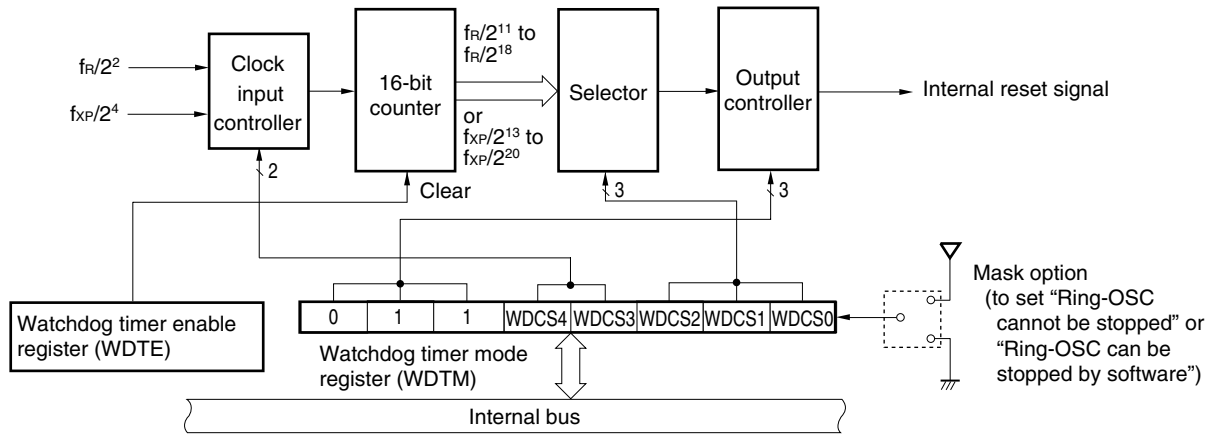 fR/2²
fXP/2⁴
Clock
input
controller
2
16-bit
counter
Clear
fR/2¹¹ to
fR/2¹⁸
or
fXP/2¹³ to
fXP/2²⁰
Selector
3
Output
controller
3
Internal reset signal
Watchdog timer enable
register (WDTE)
0 1 1 WDCS4 WDCS3 WDCS2 WDCS1 WDCS0
Watchdog timer mode
register (WDTM)
Mask option
(to set “Ring-OSC
cannot be stopped” or
“Ring-OSC can be
stopped by software”)
Internal bus